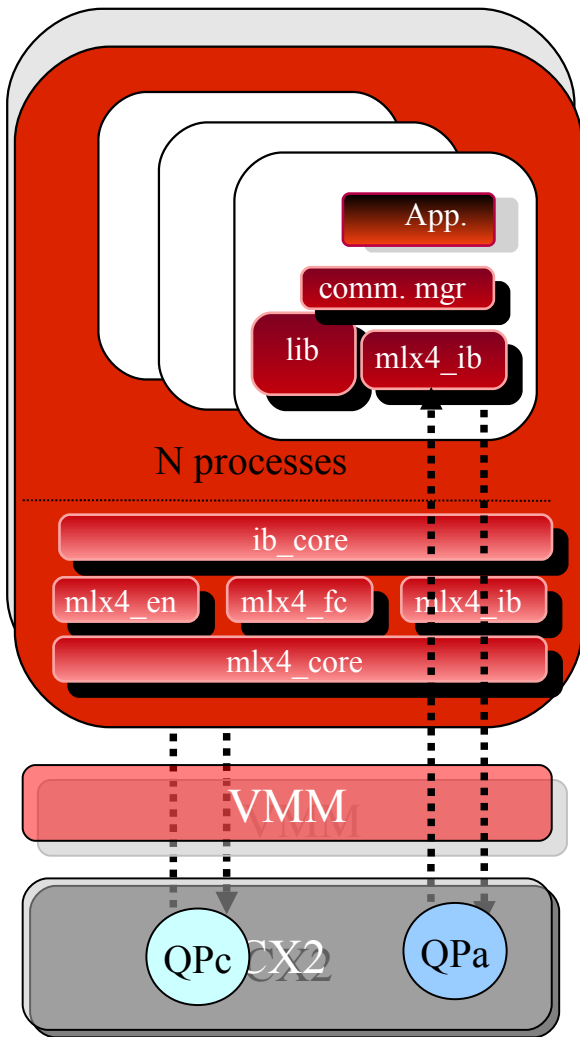 App.
comm. mgr
lib
mlx4_ib
N processes
ib_core
mlx4_en
mlx4_fc
mlx4_ib
mlx4_core
VMM
QPc
CX2
QPa